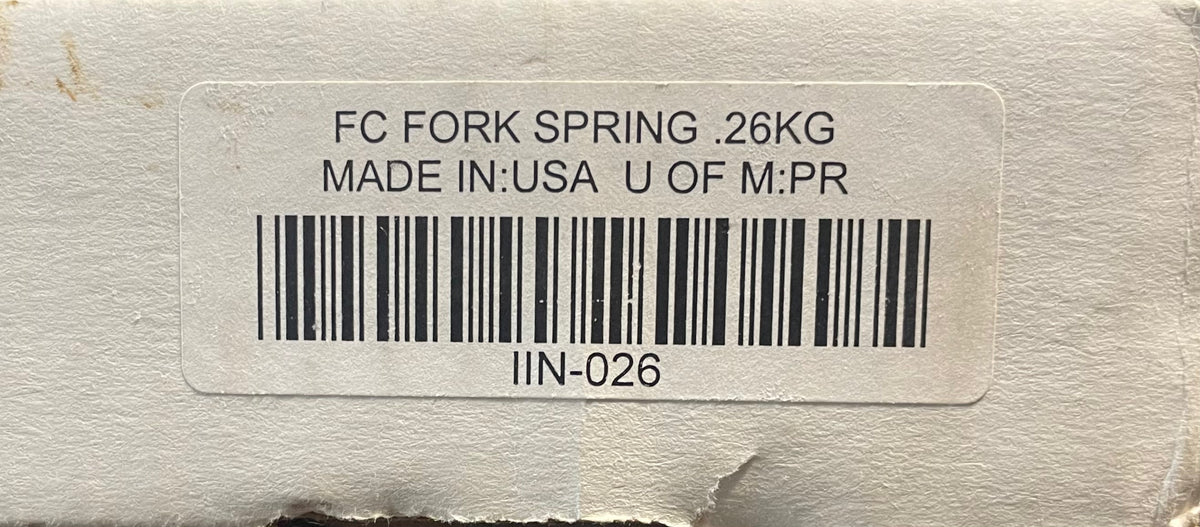 FC FORK SPRING .26KG
MADE IN:USA U OF M:PR
IIN-026